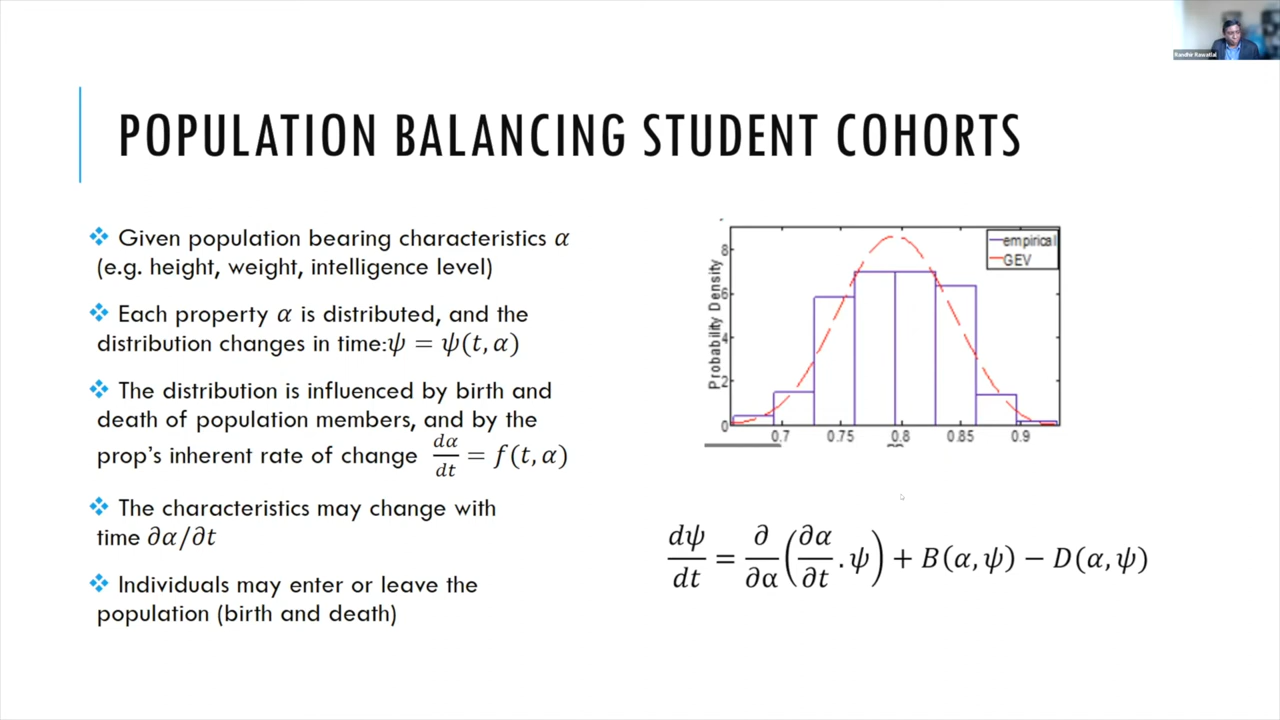 Randhir Rawatlal
POPULATION BALANCING STUDENT COHORTS
❖ Given population bearing characteristics α
(e.g. height, weight, intelligence level)
❖ Each property α is distributed, and the
distribution changes in time:ψ = ψ(t, α)
❖ The distribution is influenced by birth and
death of population members, and by the
prop's inherent rate of change dα/dt = f(t, α)
❖ The characteristics may change with
time ∂α/∂t
❖ Individuals may enter or leave the
population (birth and death)
empirical
GEV
Probability Density
8
6
4
2
0
0.7 0.75 0.8 0.85 0.9
dψ/dt = ∂/∂α (∂α/∂t . ψ) + B(α, ψ) − D(α, ψ)